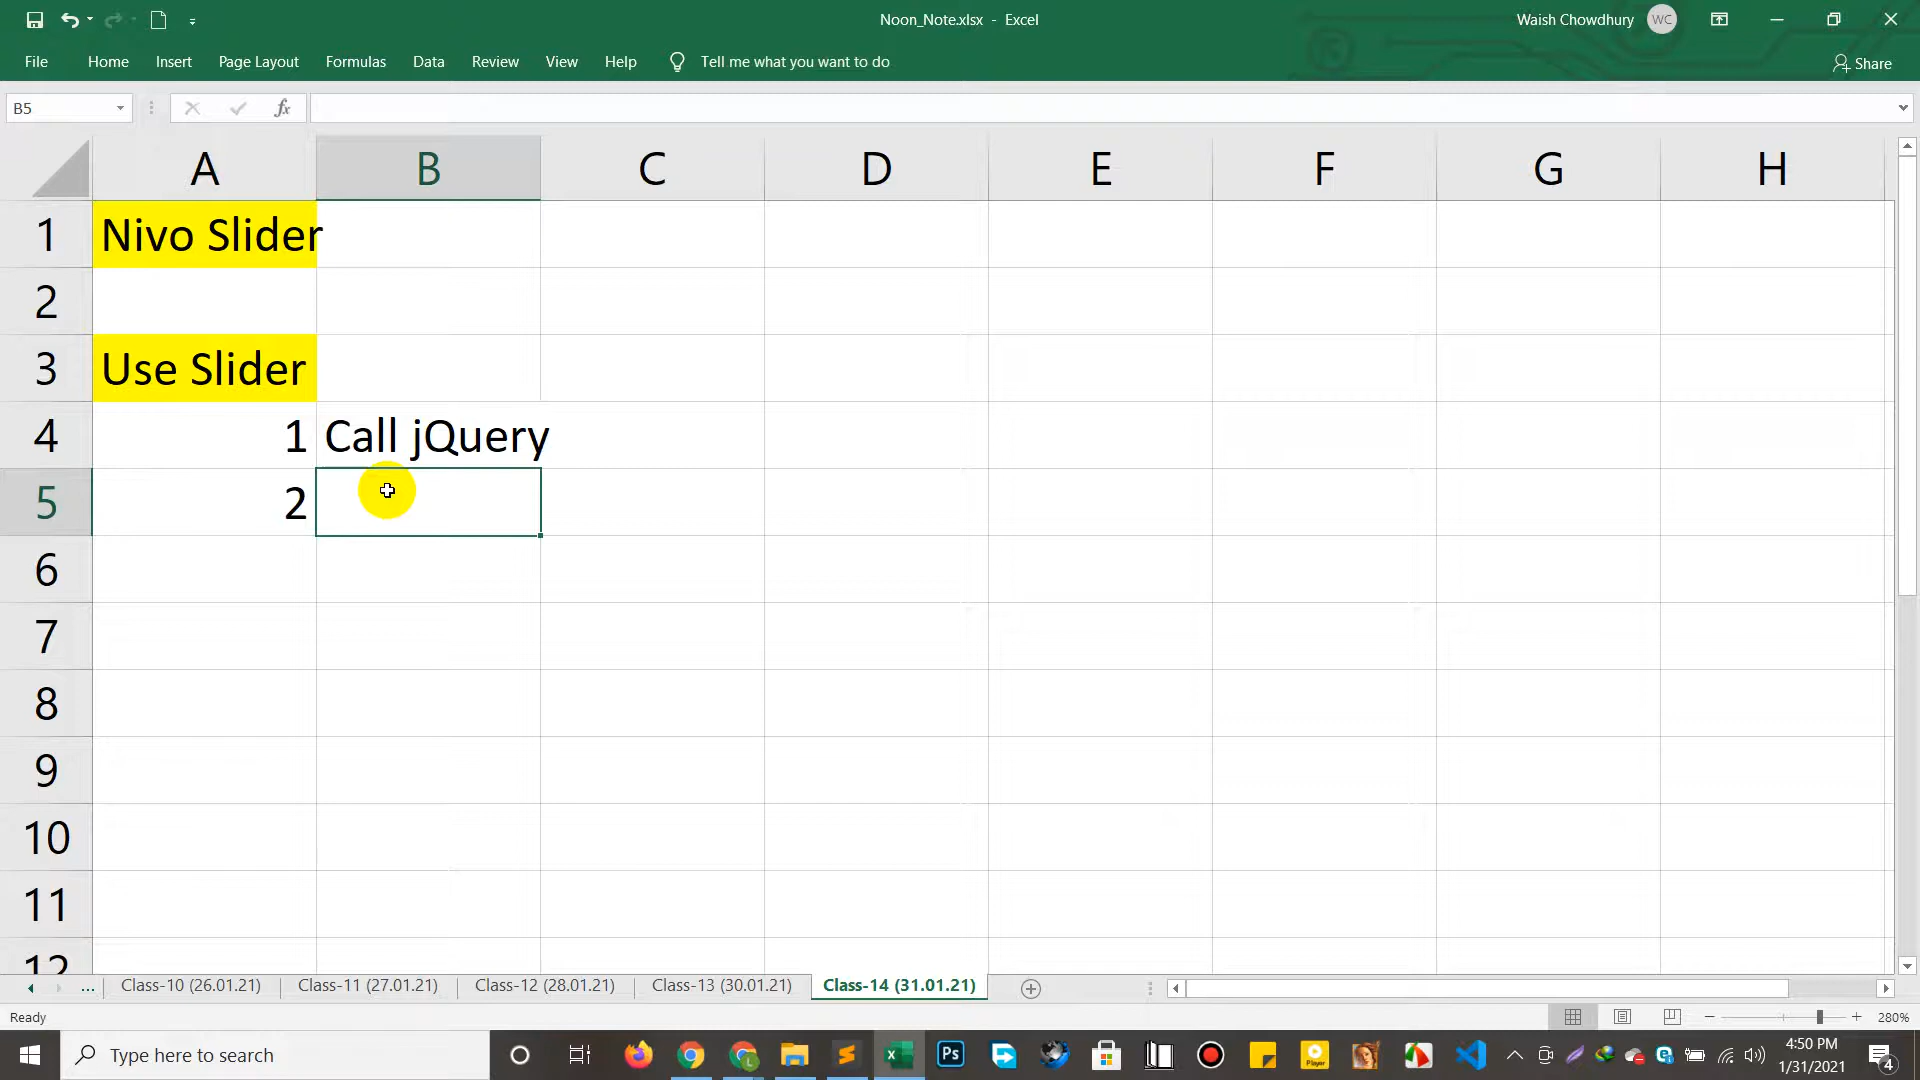 Noon_Note.xlsx - Excel
Waish Chowdhury
WC
File
Home
Insert
Page Layout
Formulas
Data
Review
View
Help
Tell me what you want to do
Share
B5
fx
A
B
C
D
E
F
G
H
1
Nivo Slider
2
3
Use Slider
4
1
Call jQuery
5
2
6
7
8
9
10
11
12
...
Class-10 (26.01.21)
Class-11 (27.01.21)
Class-12 (28.01.21)
Class-13 (30.01.21)
Class-14 (31.01.21)
Ready
280%
Type here to search
Ps
Player
4:50 PM
1/31/2021
4